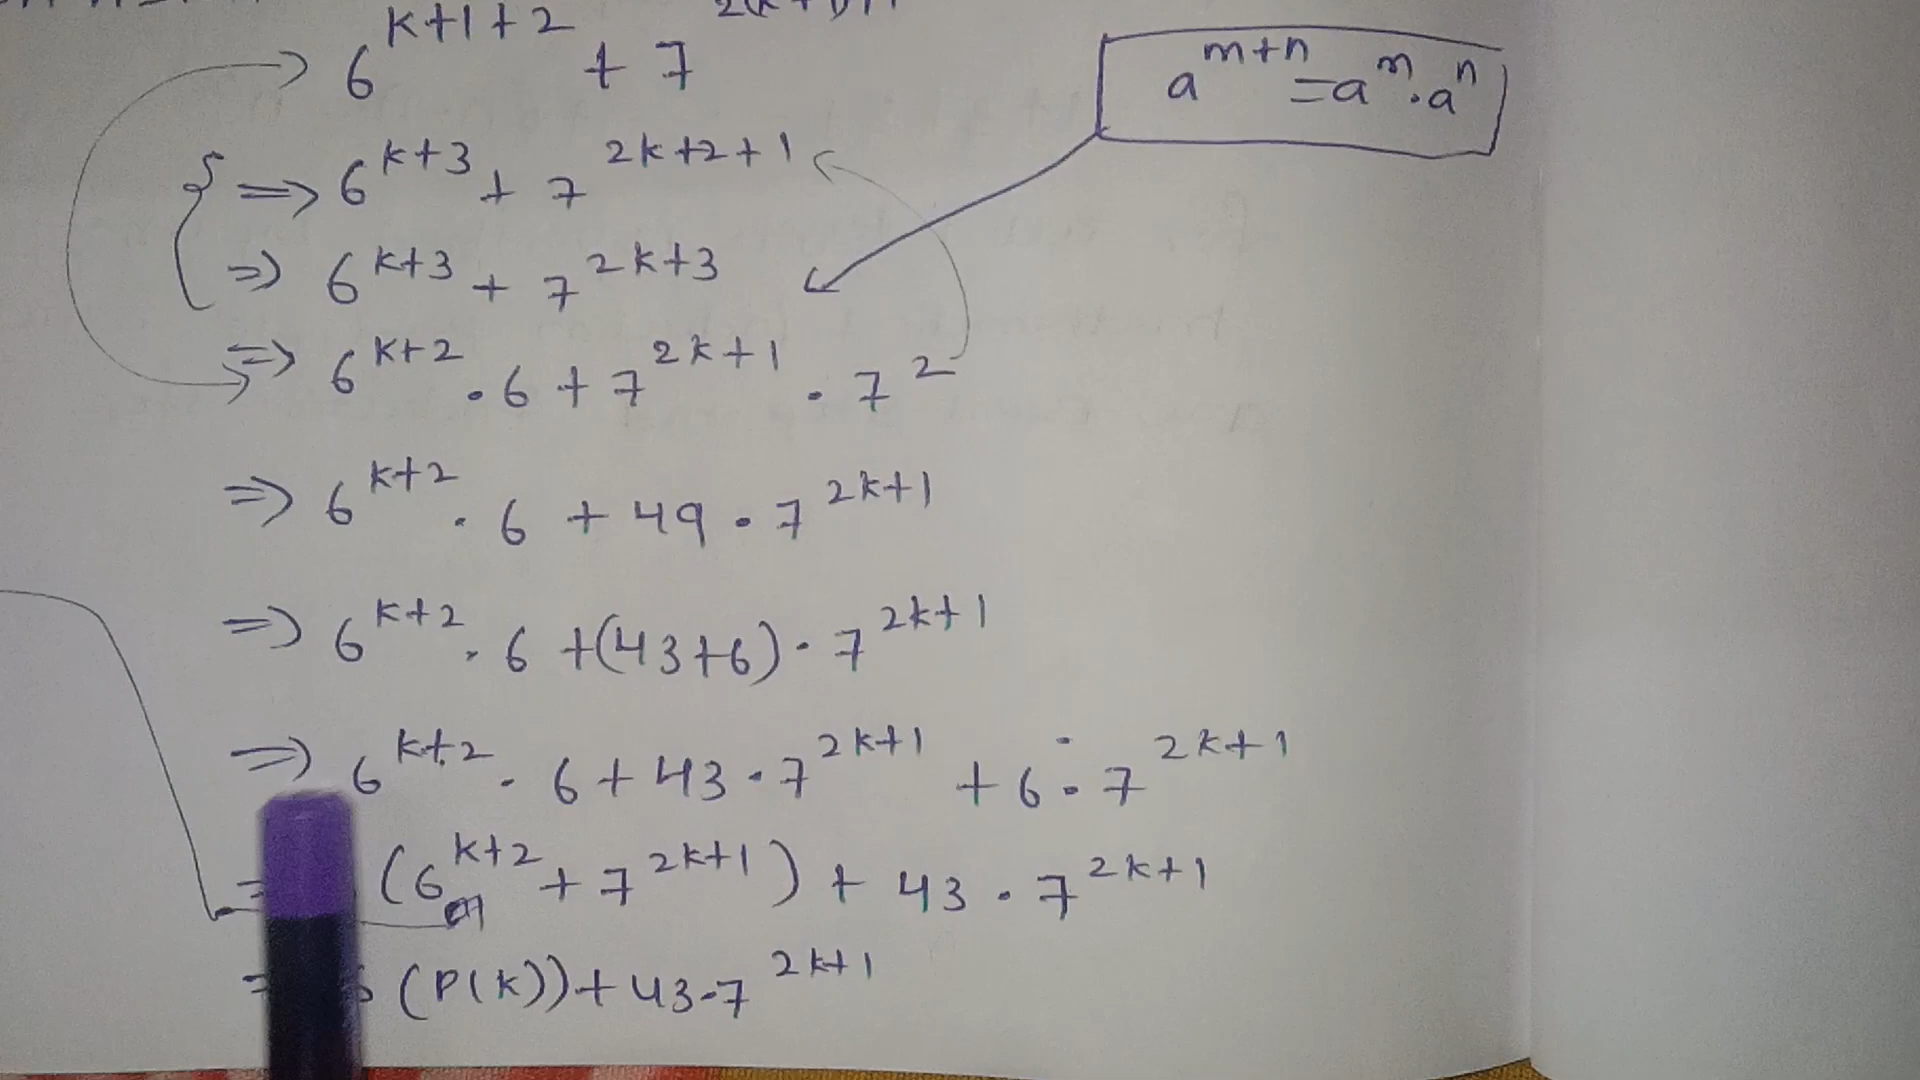 6^{k+1+2} + 7^{2(k+1)+1}
a^{m+n} = a^m . a^n
{ => 6^{k+3} + 7^{2k+2+1}
=> 6^{k+3} + 7^{2k+3}
=> 6^{k+2} . 6 + 7^{2k+1} . 7^2
=> 6^{k+2} . 6 + 49 . 7^{2k+1}
=> 6^{k+2} . 6 + (43+6) . 7^{2k+1}
=> 6^{k+2} . 6 + 43 . 7^{2k+1} + 6 . 7^{2k+1}
(6^{k+2} + 7^{2k+1}) + 43 . 7^{2k+1}
(P(k)) + 43 . 7^{2k+1}